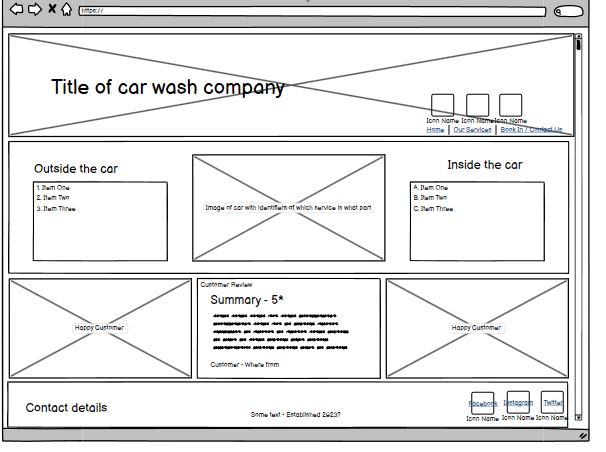 https://
Title of car wash company
Icon Name Icon Name Icon Name
Home | Our Services | Book In / Contact Us
Outside the car
1. Item One
2. Item Two
3. Item Three
Image of car with identifiers of which service is what part
Inside the car
A. Item One
B. Item Two
C. Item Three
Happy Customer
Customer Review
Summary - 5*
Customer - Where from
Happy Customer
Contact details
Some text - Established 2023?
Facebook Instagram Twitter
Icon Name Icon Name Icon Name